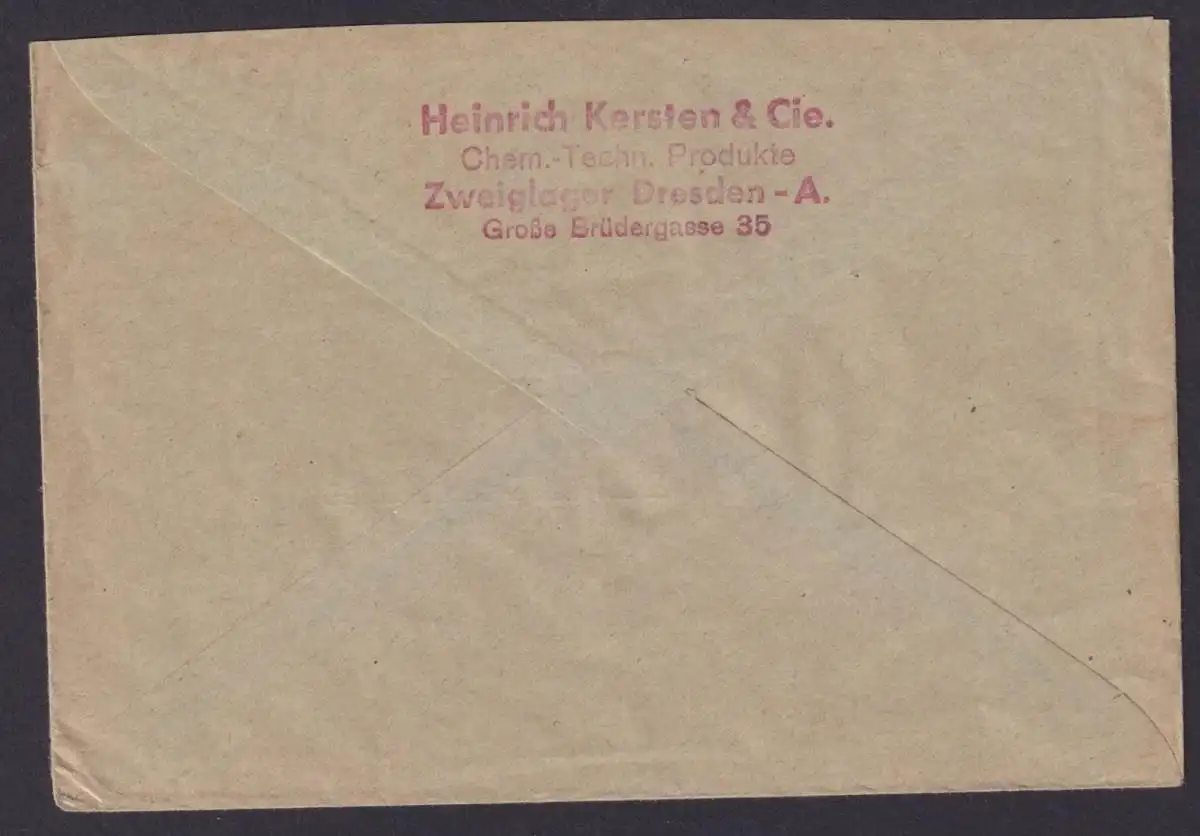 Heinrich Kersten & Cie.
Chem.-Techn. Produkte
Zweiglager Dresden-A.
Große Brüdergasse 35